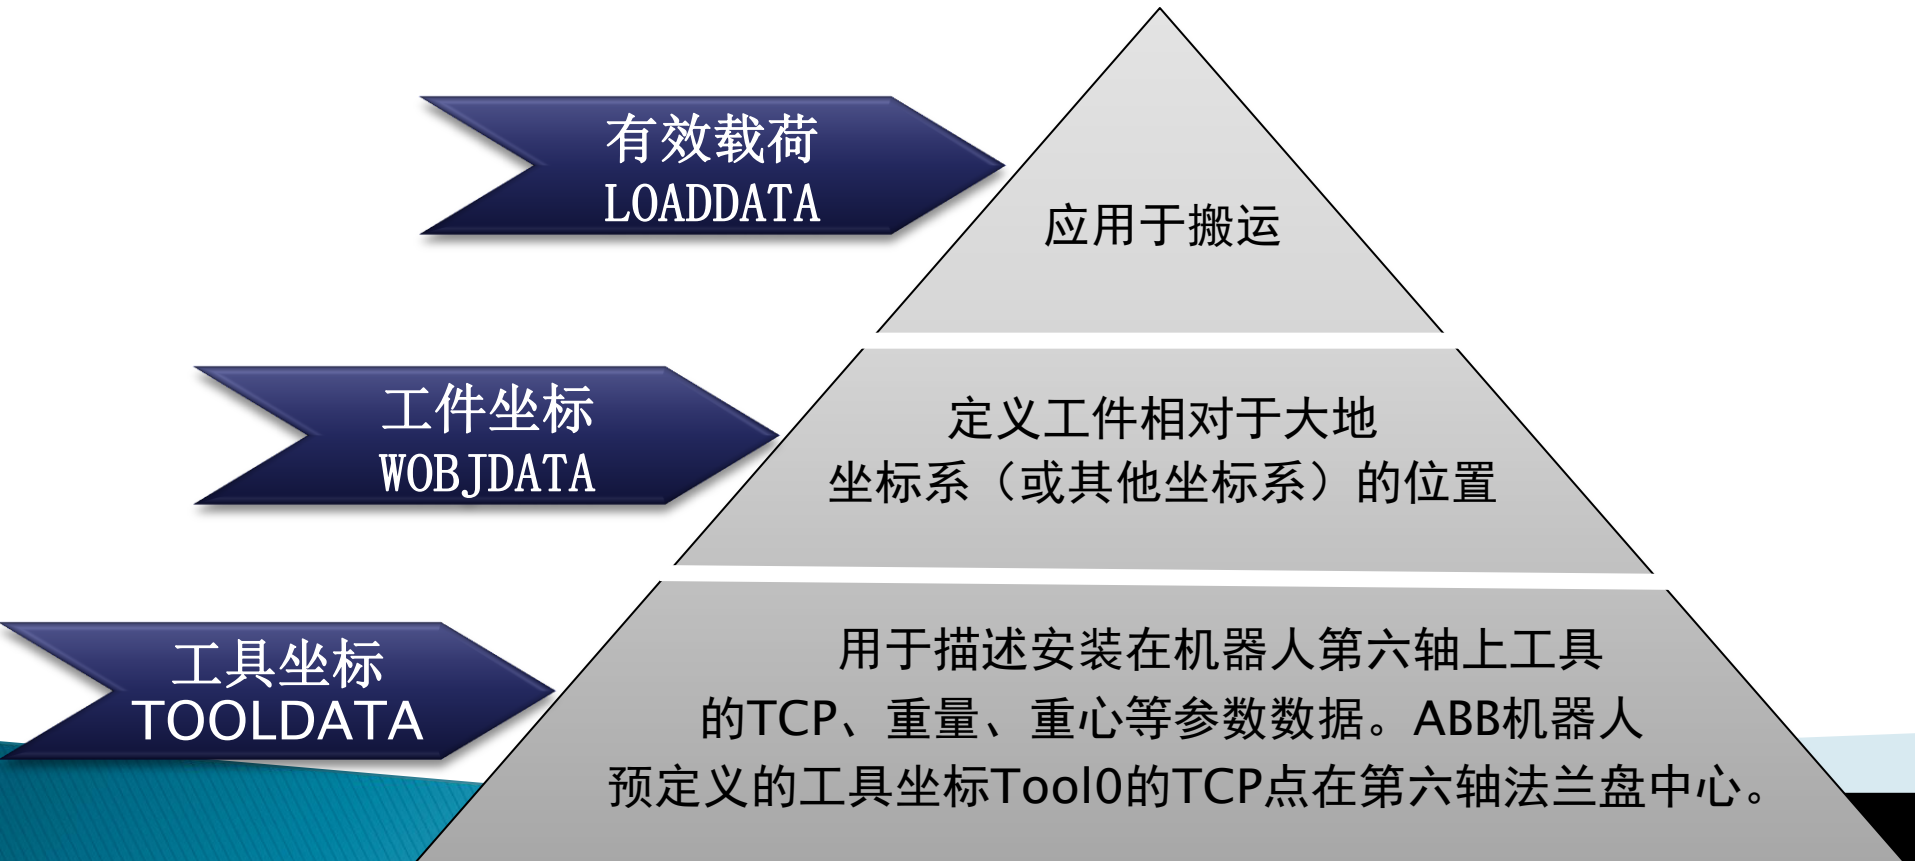 有效载荷
LOADDATA
应用于搬运
工件坐标
WOBJDATA
定义工件相对于大地
坐标系（或其他坐标系）的位置
工具坐标
TOOLDATA
用于描述安装在机器人第六轴上工具
的TCP、重量、重心等参数数据。ABB机器人
预定义的工具坐标Tool0的TCP点在第六轴法兰盘中心。